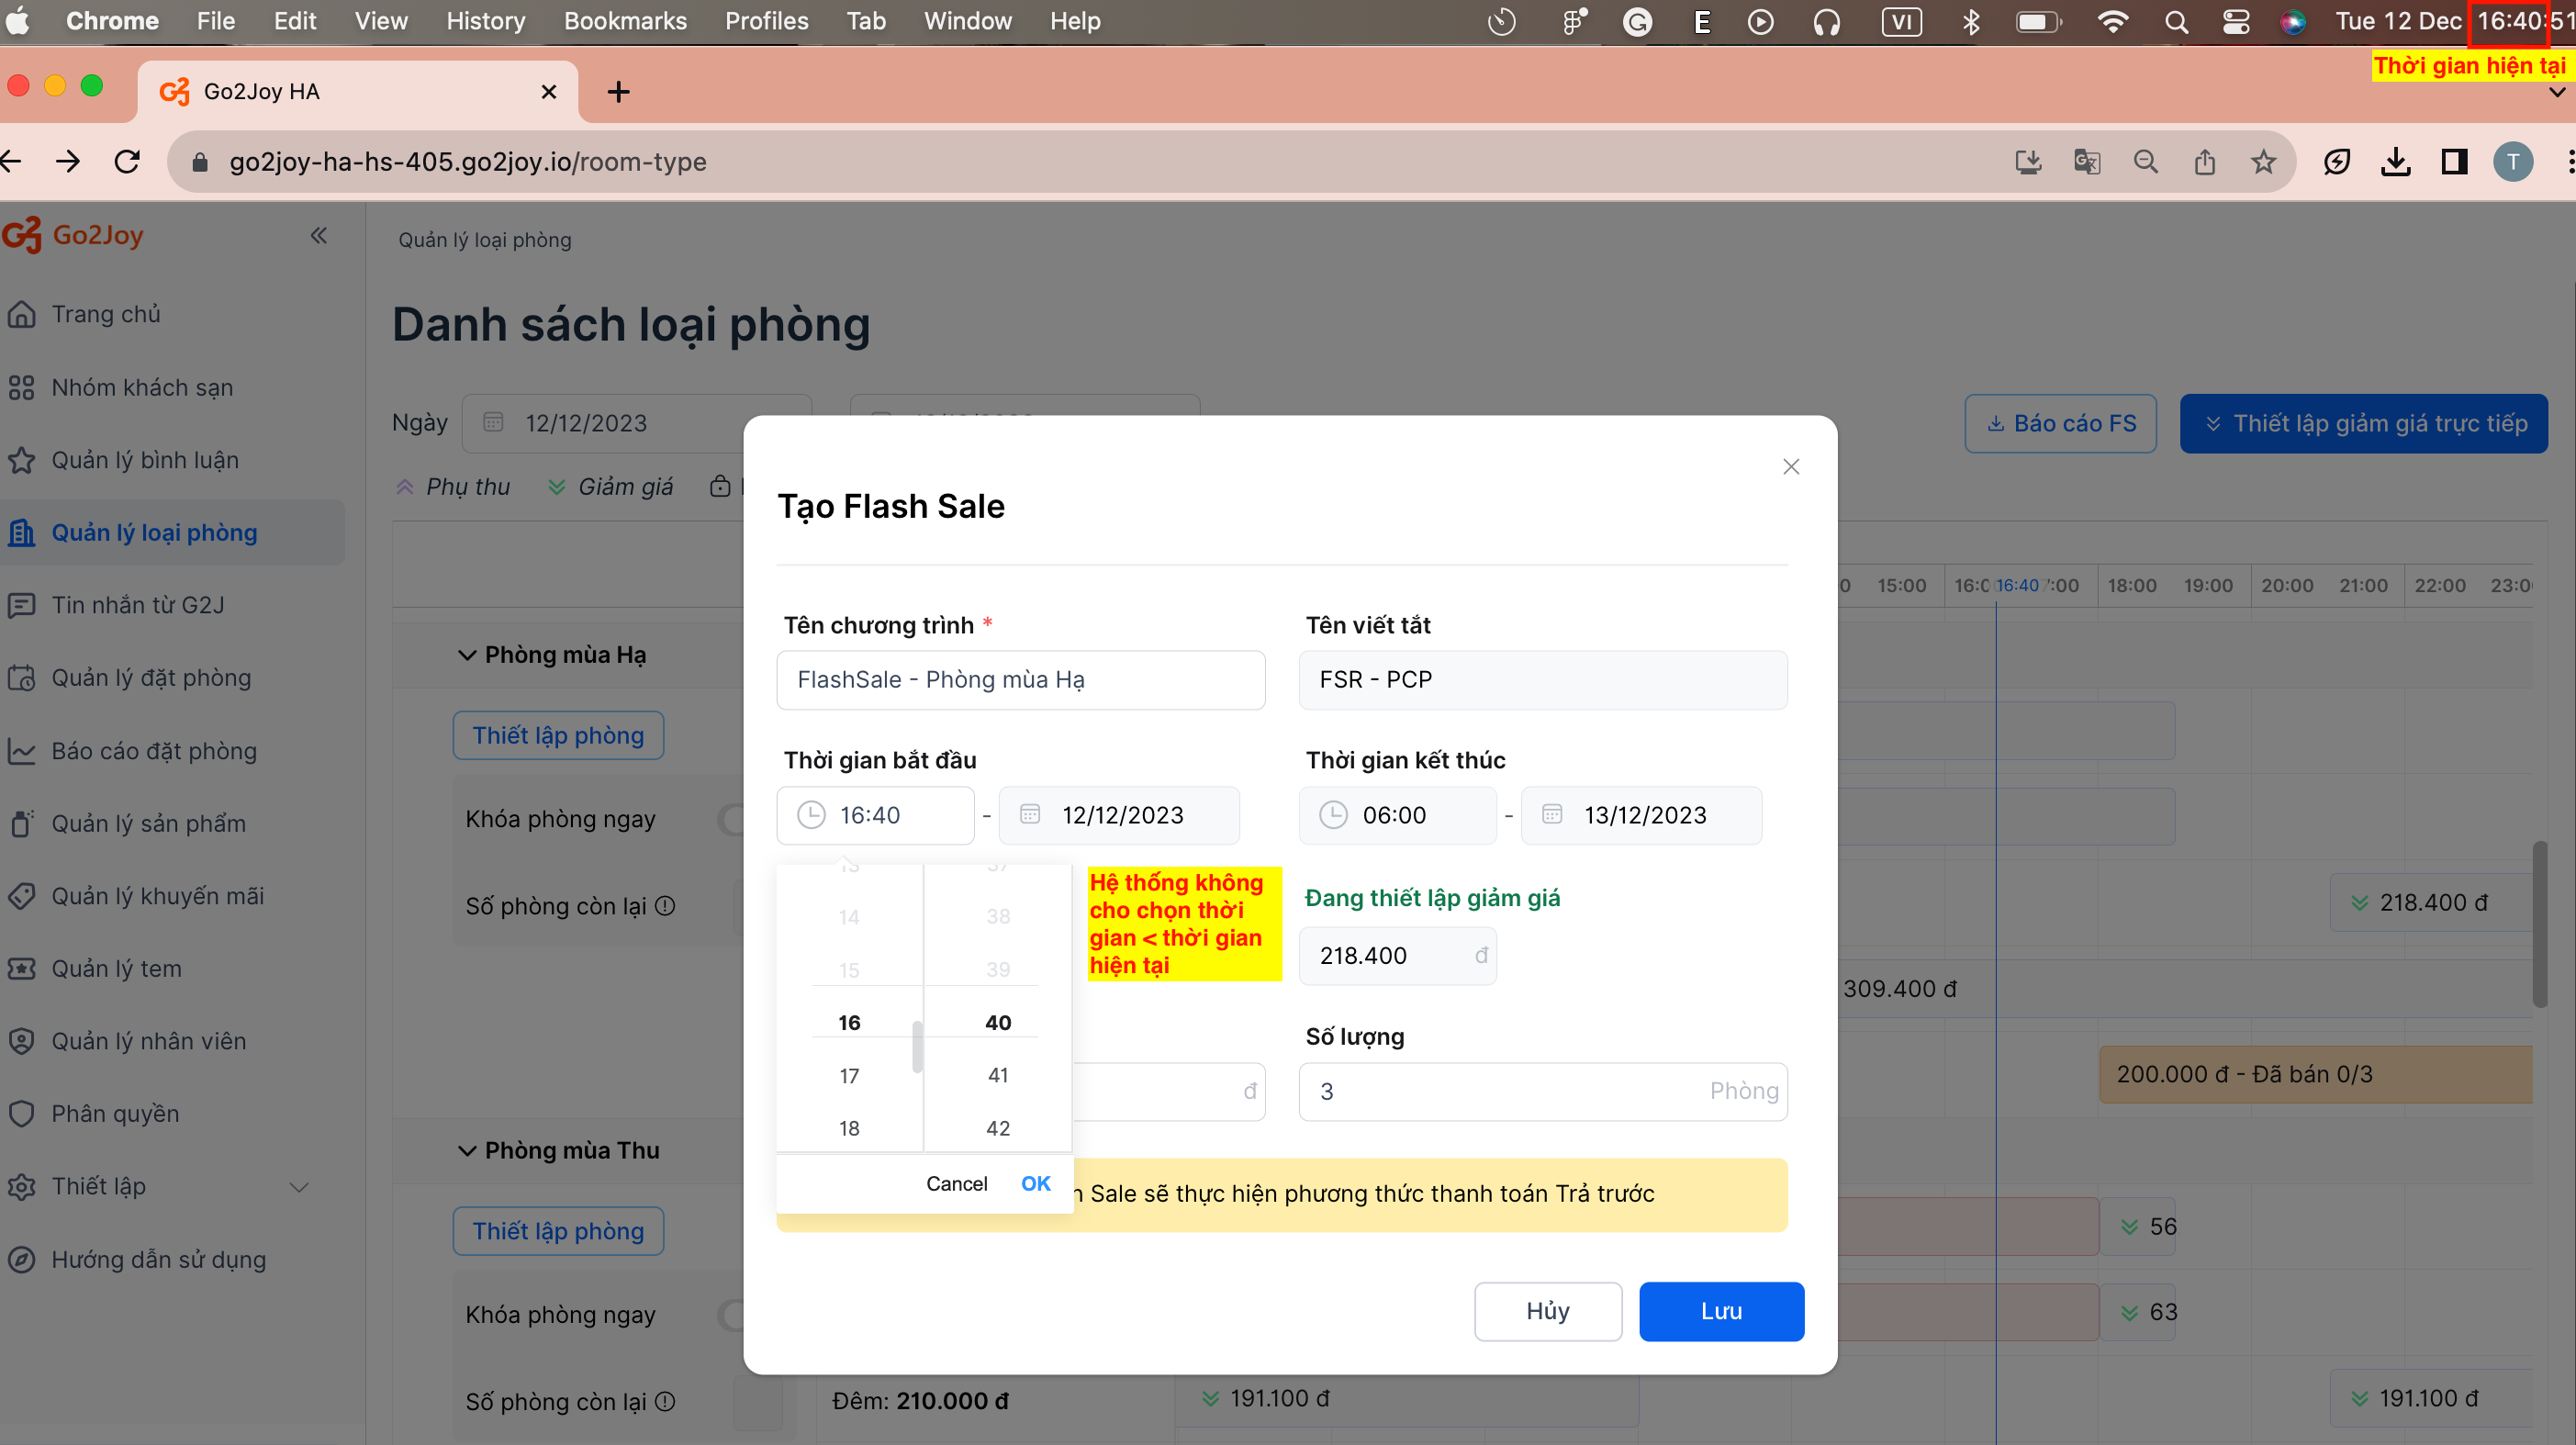 Chrome File Edit View History Bookmarks Profiles Tab Window Help VI Tue 12 Dec 16:40:51
Thời gian hiện tại
Go2Joy HA
go2joy-ha-hs-405.go2joy.io/room-type
T
Go2Joy
Trang chủ
Nhóm khách sạn
Quản lý bình luận
Quản lý loại phòng
Tin nhắn từ G2J
Quản lý đặt phòng
Báo cáo đặt phòng
Quản lý sản phẩm
Quản lý khuyến mãi
Quản lý tem
Quản lý nhân viên
Phân quyền
Thiết lập
Hướng dẫn sử dụng
Quản lý loại phòng
Danh sách loại phòng
Ngày 12/12/2023
Báo cáo FS
Thiết lập giảm giá trực tiếp
Phụ thu Giảm giá
15:00 16:40 18:00 19:00 20:00 21:00 22:00
Phòng mùa Hạ
Thiết lập phòng
Khóa phòng ngay
Số phòng còn lại
218.400 đ
309.400 đ
200.000 đ - Đã bán 0/3
Phòng mùa Thu
Thiết lập phòng
Khóa phòng ngay
Số phòng còn lại
56
63
Đêm: 210.000 đ
191.100 đ
191.100 đ
Tạo Flash Sale
Tên chương trình *
FlashSale - Phòng mùa Hạ
Tên viết tắt
FSR - PCP
Thời gian bắt đầu
16:40 - 12/12/2023
Thời gian kết thúc
06:00 - 13/12/2023
14 38
15 39
16 40
17 41
18 42
Cancel OK
Hệ thống không
cho chọn thời
gian < thời gian
hiện tại
Đang thiết lập giảm giá
218.400 đ
đ
Số lượng
3 Phòng
Sale sẽ thực hiện phương thức thanh toán Trả trước
Hủy Lưu